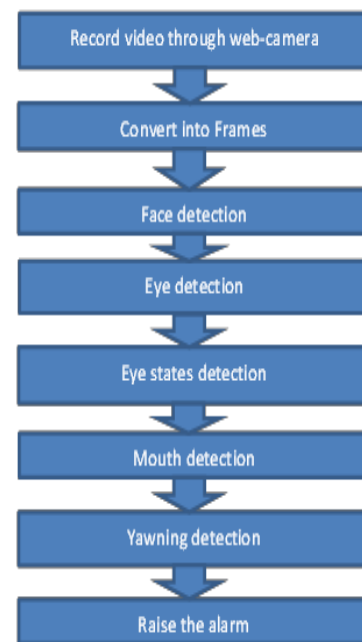 Record video through web-camera
Convert into Frames
Face detection
Eye detection
Eye states detection
Mouth detection
Yawning detection
Raise the alarm